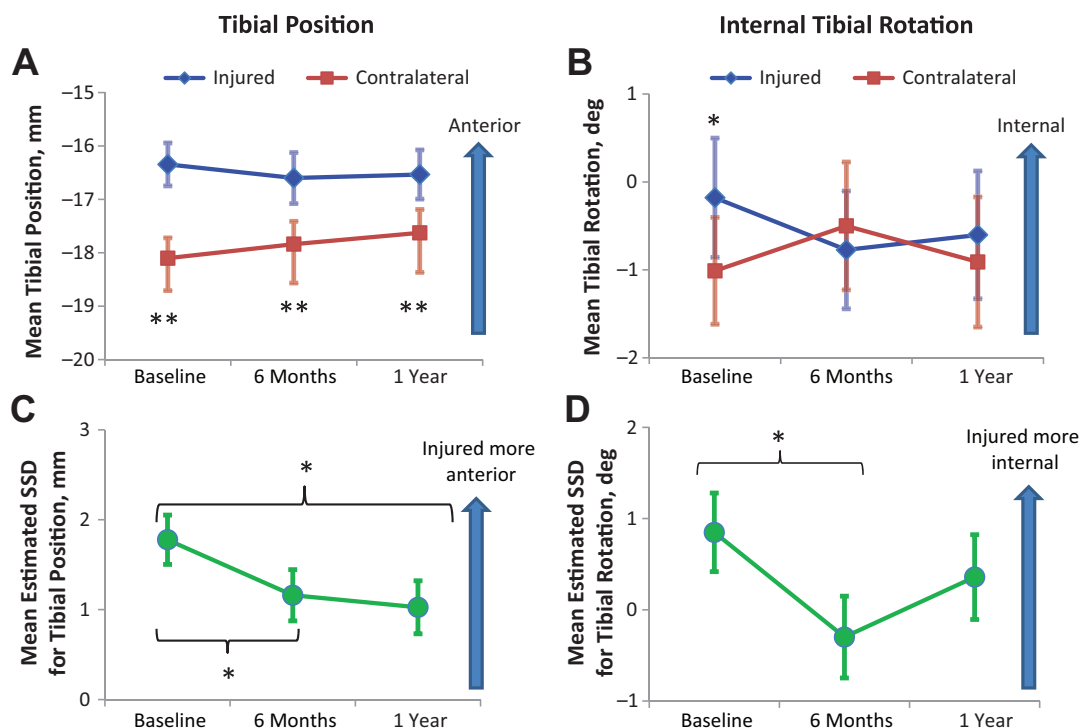 Tibial Position
Internal Tibial Rotation
A
Injured
Contralateral
Mean Tibial Position, mm
–15
–16
–17
–18
–19
–20
**
**
**
Anterior
Baseline
6 Months
1 Year
B
Injured
Contralateral
Mean Tibial Rotation, deg
1
0
–1
–2
*
Internal
Baseline
6 Months
1 Year
C
Mean Estimated SSD
for Tibial Position, mm
3
2
1
0
*
*
Injured more
anterior
Baseline
6 Months
1 Year
D
Mean Estimated SSD
for Tibial Rotation, deg
2
1
0
–1
*
Injured more
internal
Baseline
6 Months
1 Year